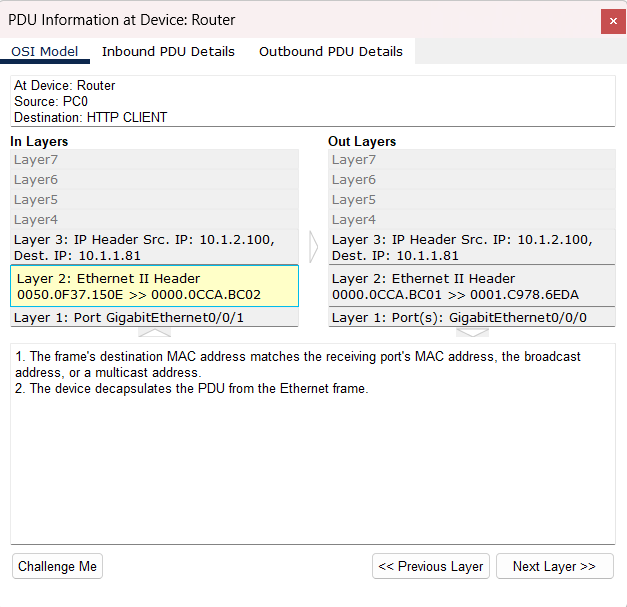 PDU Information at Device: Router
×
OSI Model Inbound PDU Details Outbound PDU Details
At Device: Router
Source: PC0
Destination: HTTP CLIENT
In Layers
Layer7
Layer6
Layer5
Layer4
Layer 3: IP Header Src. IP: 10.1.2.100,
Dest. IP: 10.1.1.81
Layer 2: Ethernet II Header
0050.0F37.150E >> 0000.0CCA.BC02
Layer 1: Port GigabitEthernet0/0/1
Out Layers
Layer7
Layer6
Layer5
Layer4
Layer 3: IP Header Src. IP: 10.1.2.100,
Dest. IP: 10.1.1.81
Layer 2: Ethernet II Header
0000.0CCA.BC01 >> 0001.C978.6EDA
Layer 1: Port(s): GigabitEthernet0/0/0
1. The frame's destination MAC address matches the receiving port's MAC address, the broadcast
address, or a multicast address.
2. The device decapsulates the PDU from the Ethernet frame.
Challenge Me << Previous Layer Next Layer >>